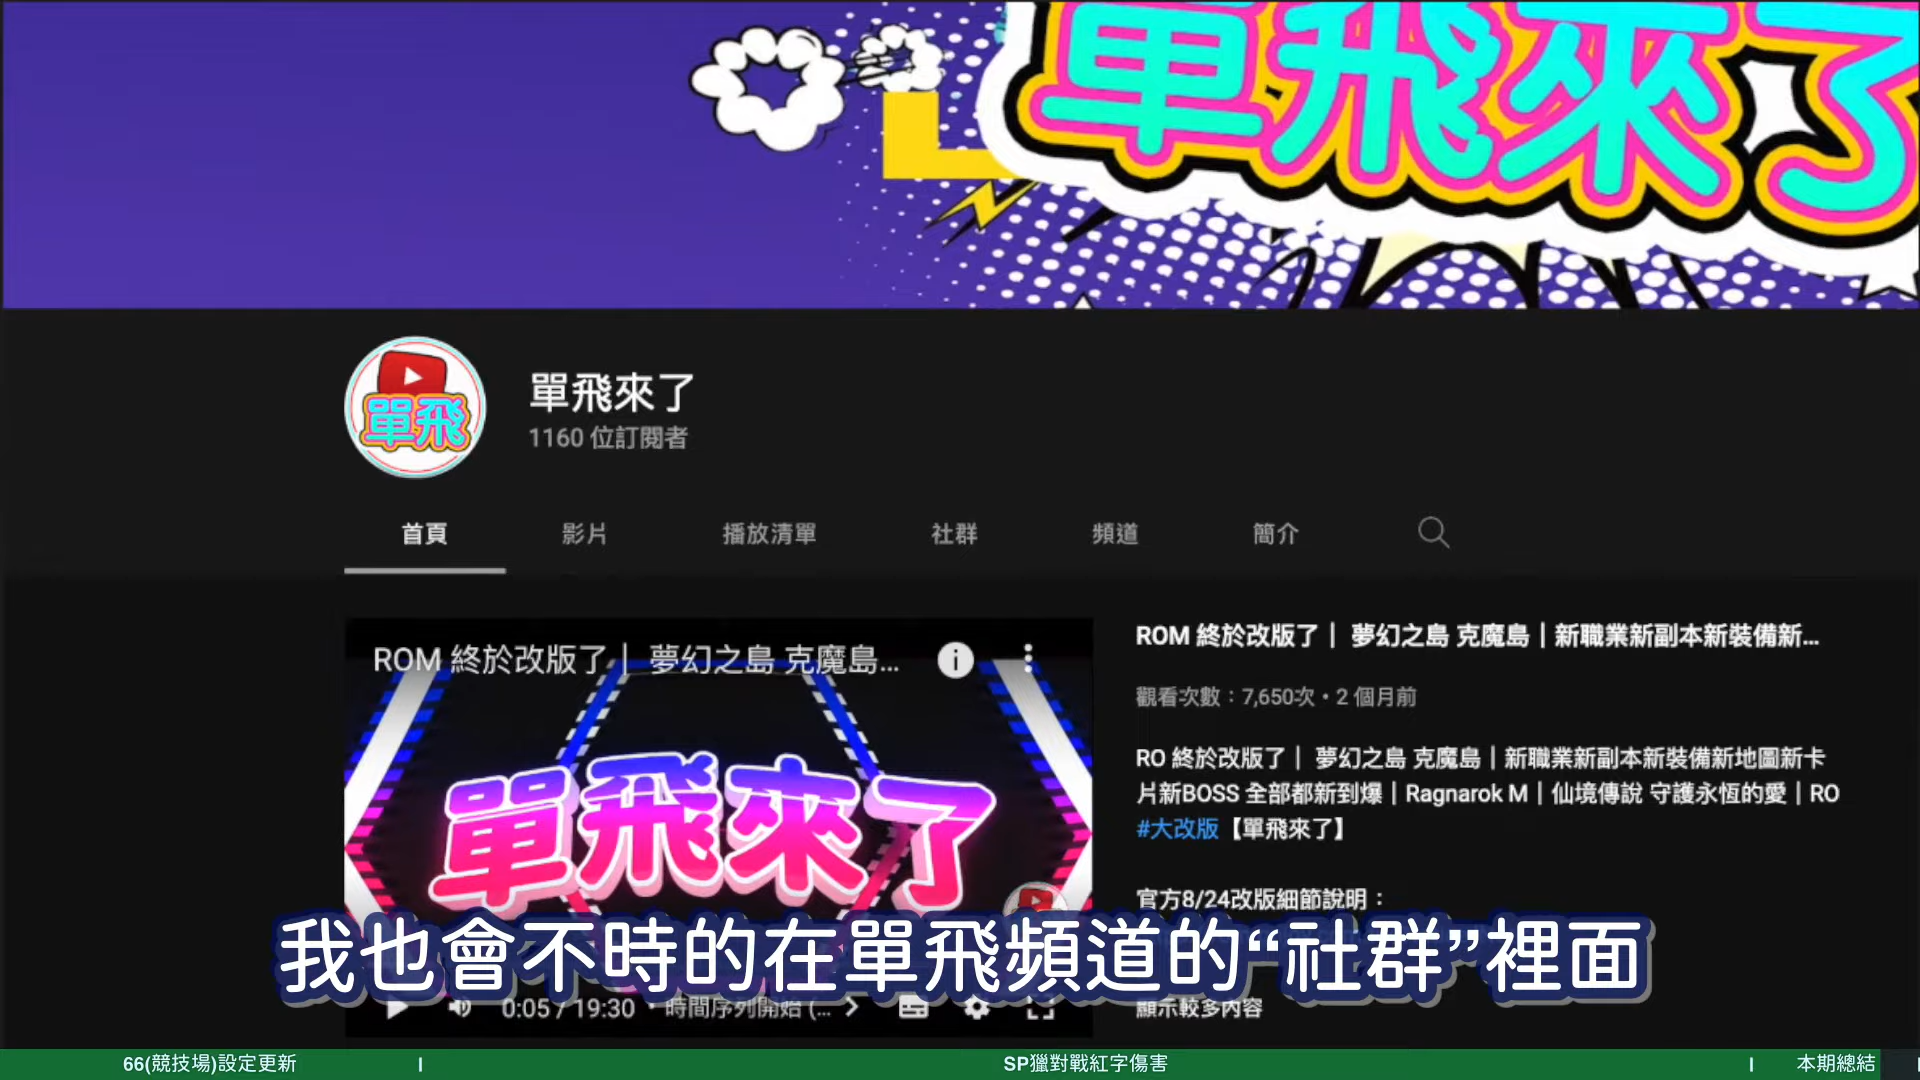 單飛來了
單飛
單飛來了
1160 位訂閱者
首頁
影片
播放清單
社群
頻道
簡介
ROM 終於改版了｜ 夢幻之島 克魔島...
單飛來了
0:05 / 19:30 • 時間序列開始 (...
ROM 終於改版了｜ 夢幻之島 克魔島｜新職業新副本新裝備新...
觀看次數：7,650次 • 2 個月前
RO 終於改版了｜ 夢幻之島 克魔島｜新職業新副本新裝備新地圖新卡
片新BOSS 全部都新到爆｜Ragnarok M｜仙境傳說 守護永恆的愛｜RO
#大改版【單飛來了】
官方8/24改版細節說明：
顯示較多內容
我也會不時的在單飛頻道的“社群”裡面
66(競技場)設定更新
SP獵對戰紅字傷害
本期總結